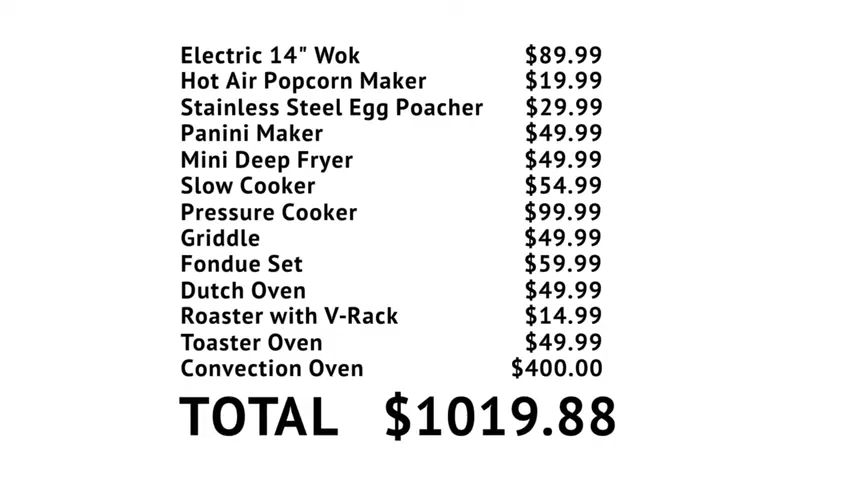 Electric 14" Wok $89.99
Hot Air Popcorn Maker $19.99
Stainless Steel Egg Poacher $29.99
Panini Maker $49.99
Mini Deep Fryer $49.99
Slow Cooker $54.99
Pressure Cooker $99.99
Griddle $49.99
Fondue Set $59.99
Dutch Oven $49.99
Roaster with V-Rack $14.99
Toaster Oven $49.99
Convection Oven $400.00
TOTAL $1019.88